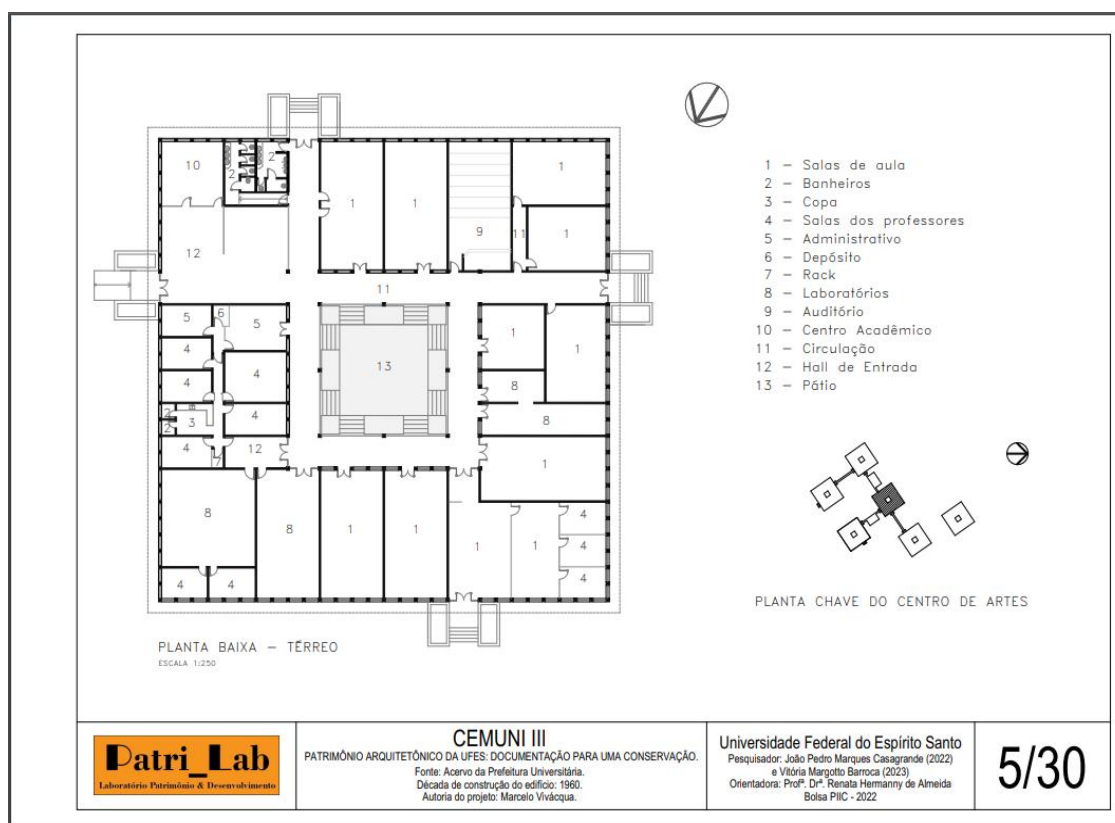 10
2
2
1
1
9
1
11
1
12
11
5
6
5
4
4
4
4
2
3
2
4
7
12
13
1
1
8
8
1
8
8
1
1
1
1
4
4
4
4
4
1 - Salas de aula
2 - Banheiros
3 - Copa
4 - Salas dos professores
5 - Administrativo
6 - Depósito
7 - Rack
8 - Laboratórios
9 - Auditório
10 - Centro Acadêmico
11 - Circulação
12 - Hall de Entrada
13 - Pátio
PLANTA CHAVE DO CENTRO DE ARTES
PLANTA BAIXA – TÉRREO
ESCALA 1:250
Patri_Lab
Laboratório Patrimônio & Desenvolvimento
CEMUNI III
PATRIMÔNIO ARQUITETÔNICO DA UFES: DOCUMENTAÇÃO PARA UMA CONSERVAÇÃO.
Fonte: Acervo da Prefeitura Universitária.
Década de construção do edifício: 1960.
Autoria do projeto: Marcelo Vivácqua.
Universidade Federal do Espírito Santo
Pesquisador: João Pedro Marques Casagrande (2022)
e Vitória Margotto Barroca (2023)
Orientadora: Profª. Drª. Renata Hermanny de Almeida
Bolsa PIIC - 2022
5/30